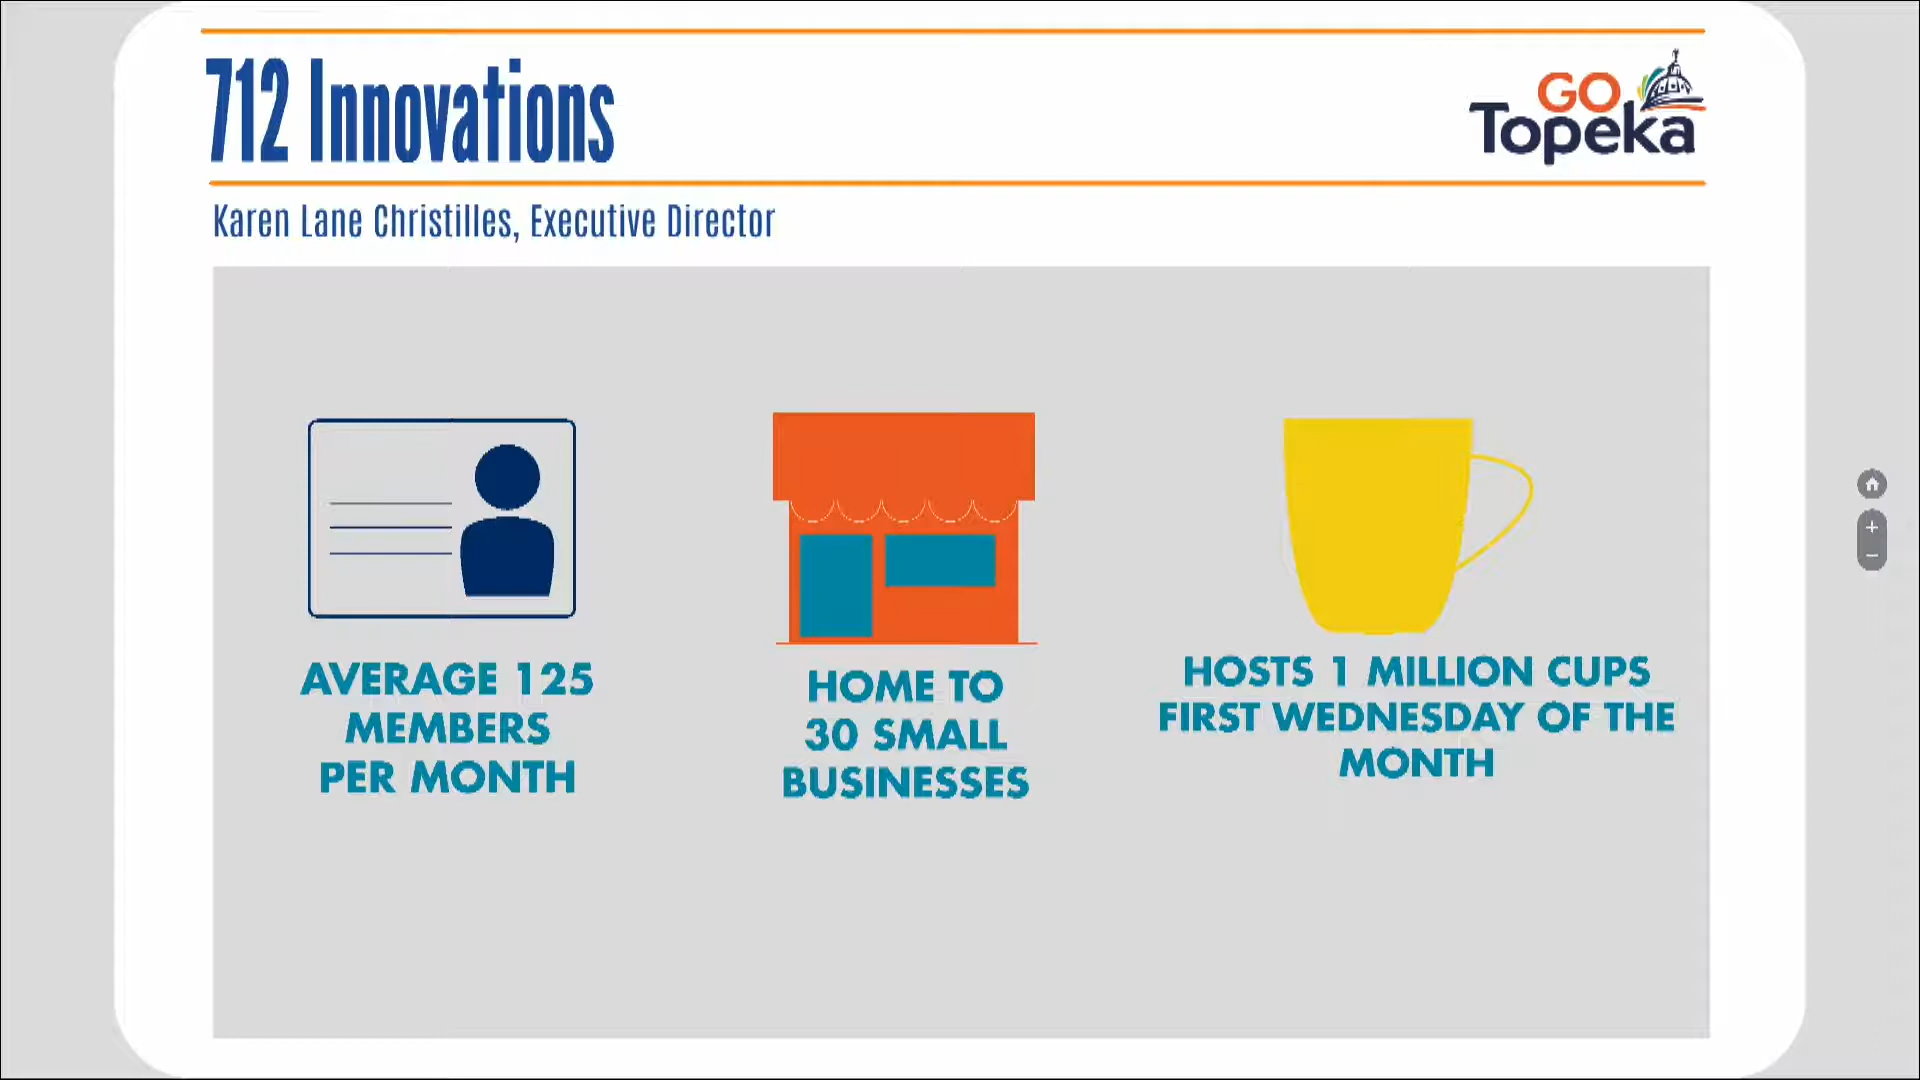 712 Innovations
GO
Topeka
Karen Lane Christilles, Executive Director
AVERAGE 125
MEMBERS
PER MONTH
HOME TO
30 SMALL
BUSINESSES
HOSTS 1 MILLION CUPS
FIRST WEDNESDAY OF THE
MONTH